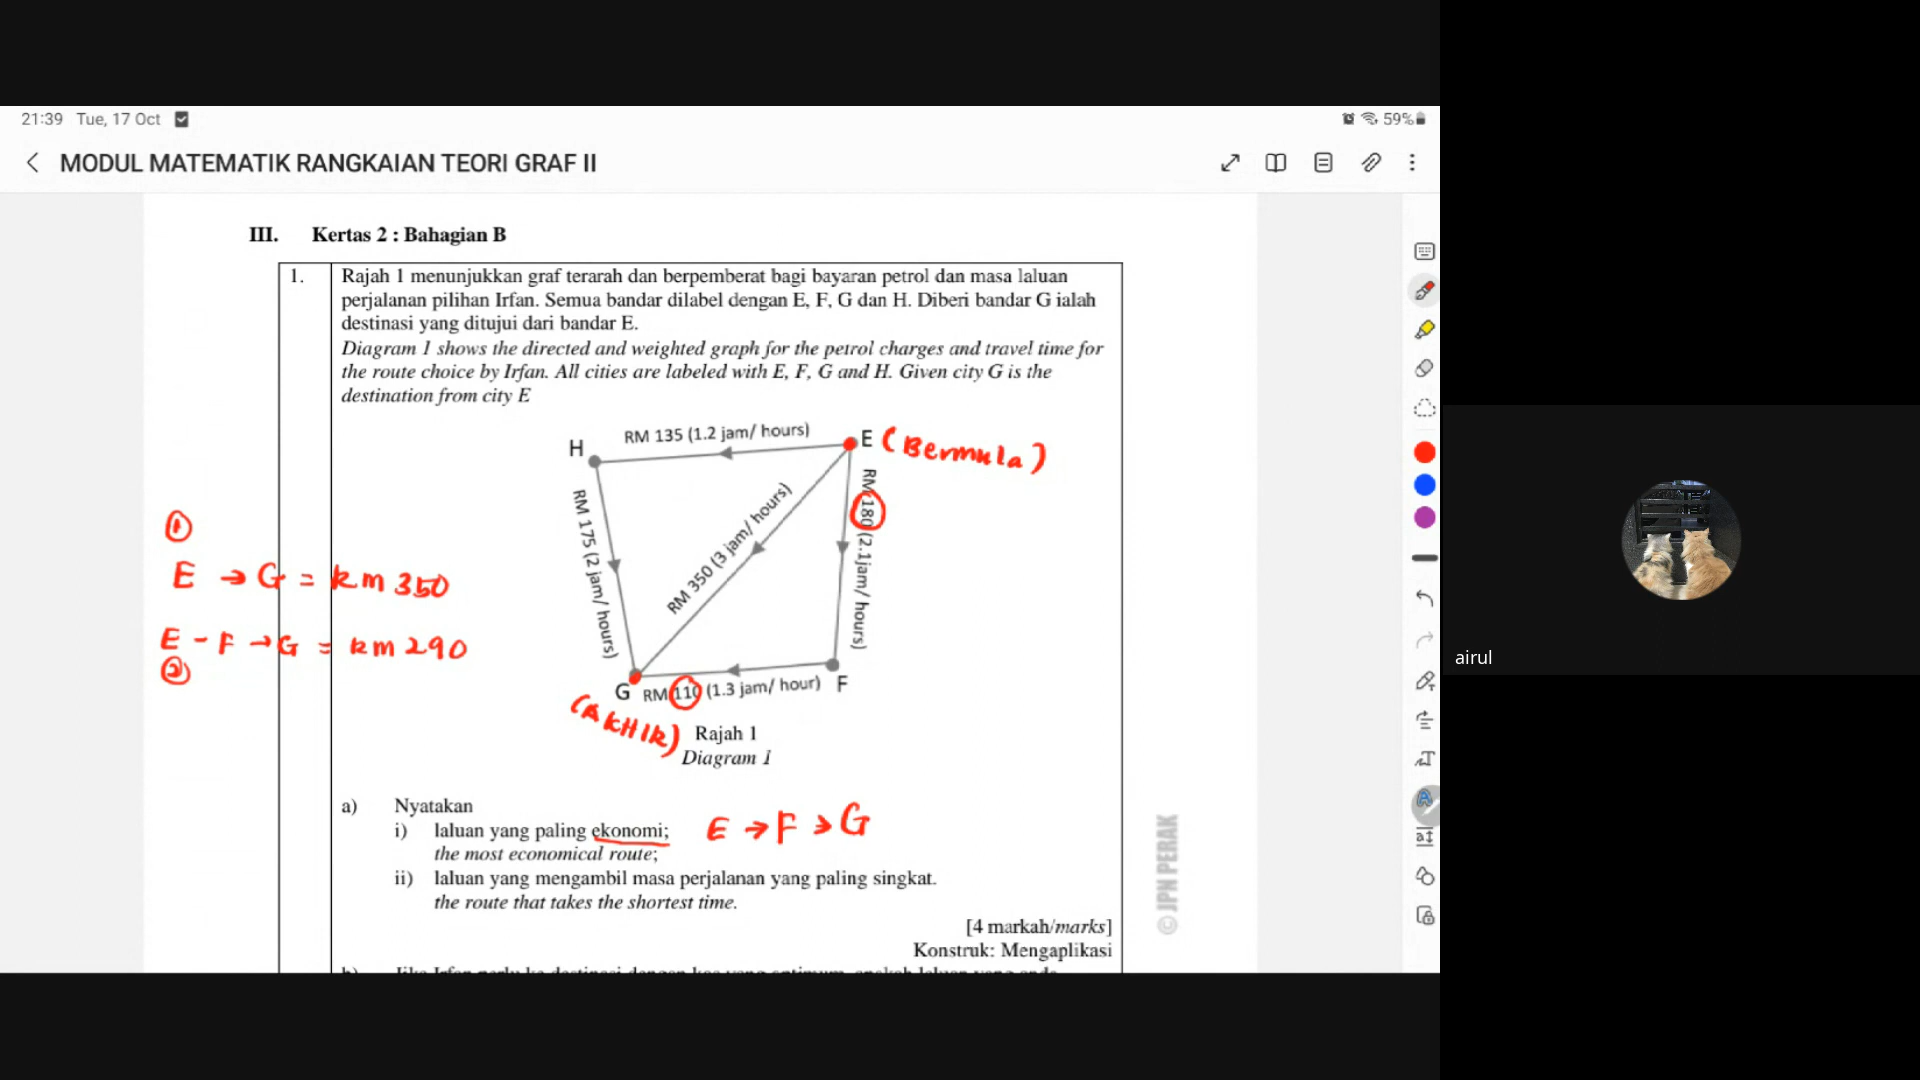 21:39 Tue, 17 Oct
59%
MODUL MATEMATIK RANGKAIAN TEORI GRAF II
III. Kertas 2 : Bahagian B
1. Rajah 1 menunjukkan graf terarah dan berpemberat bagi bayaran petrol dan masa laluan
perjalanan pilihan Irfan. Semua bandar dilabel dengan E, F, G dan H. Diberi bandar G ialah
destinasi yang ditujui dari bandar E.
Diagram 1 shows the directed and weighted graph for the petrol charges and travel time for
the route choice by Irfan. All cities are labeled with E, F, G and H. Given city G is the
destination from city E
H
RM 135 (1.2 jam/ hours)
E (Bermula)
RM 175 (2 jam/ hours)
RM 350 (3 jam/ hours)
RM 180 (2.1jam/ hours)
①
E → G = RM 350
E - F → G = RM 290
②
G RM 110 (1.3 jam/ hour) F
(AKHIR)
Rajah 1
Diagram 1
a) Nyatakan
i) laluan yang paling ekonomi; E → F → G
the most economical route;
ii) laluan yang mengambil masa perjalanan yang paling singkat.
the route that takes the shortest time.
[4 markah/marks]
Konstruk: Mengaplikasi
© JPN PERAK
airul